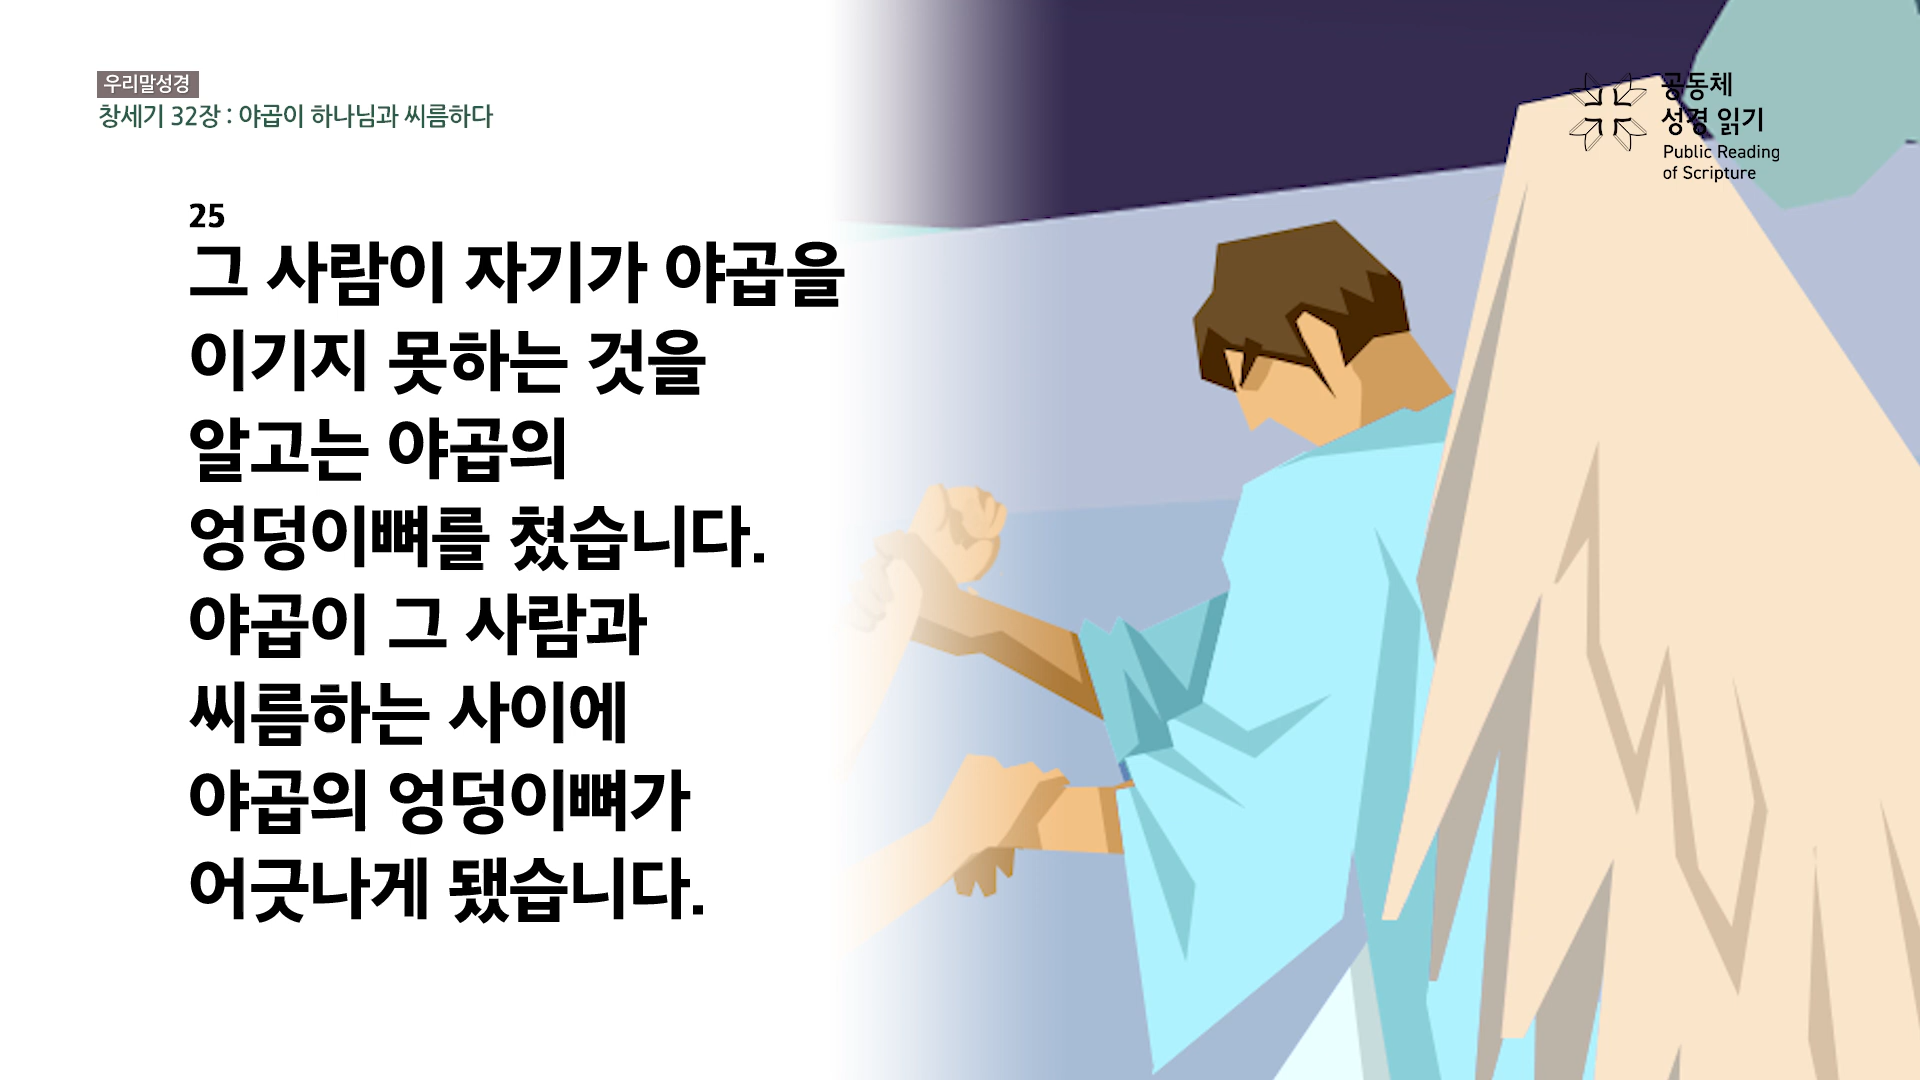 우리말성경
창세기 32장 : 야곱이 하나님과 씨름하다
공동체
성경 읽기
Public Reading
of Scripture
25
그 사람이 자기가 야곱을
이기지 못하는 것을
알고는 야곱의
엉덩이뼈를 쳤습니다.
야곱이 그 사람과
씨름하는 사이에
야곱의 엉덩이뼈가
어긋나게 됐습니다.